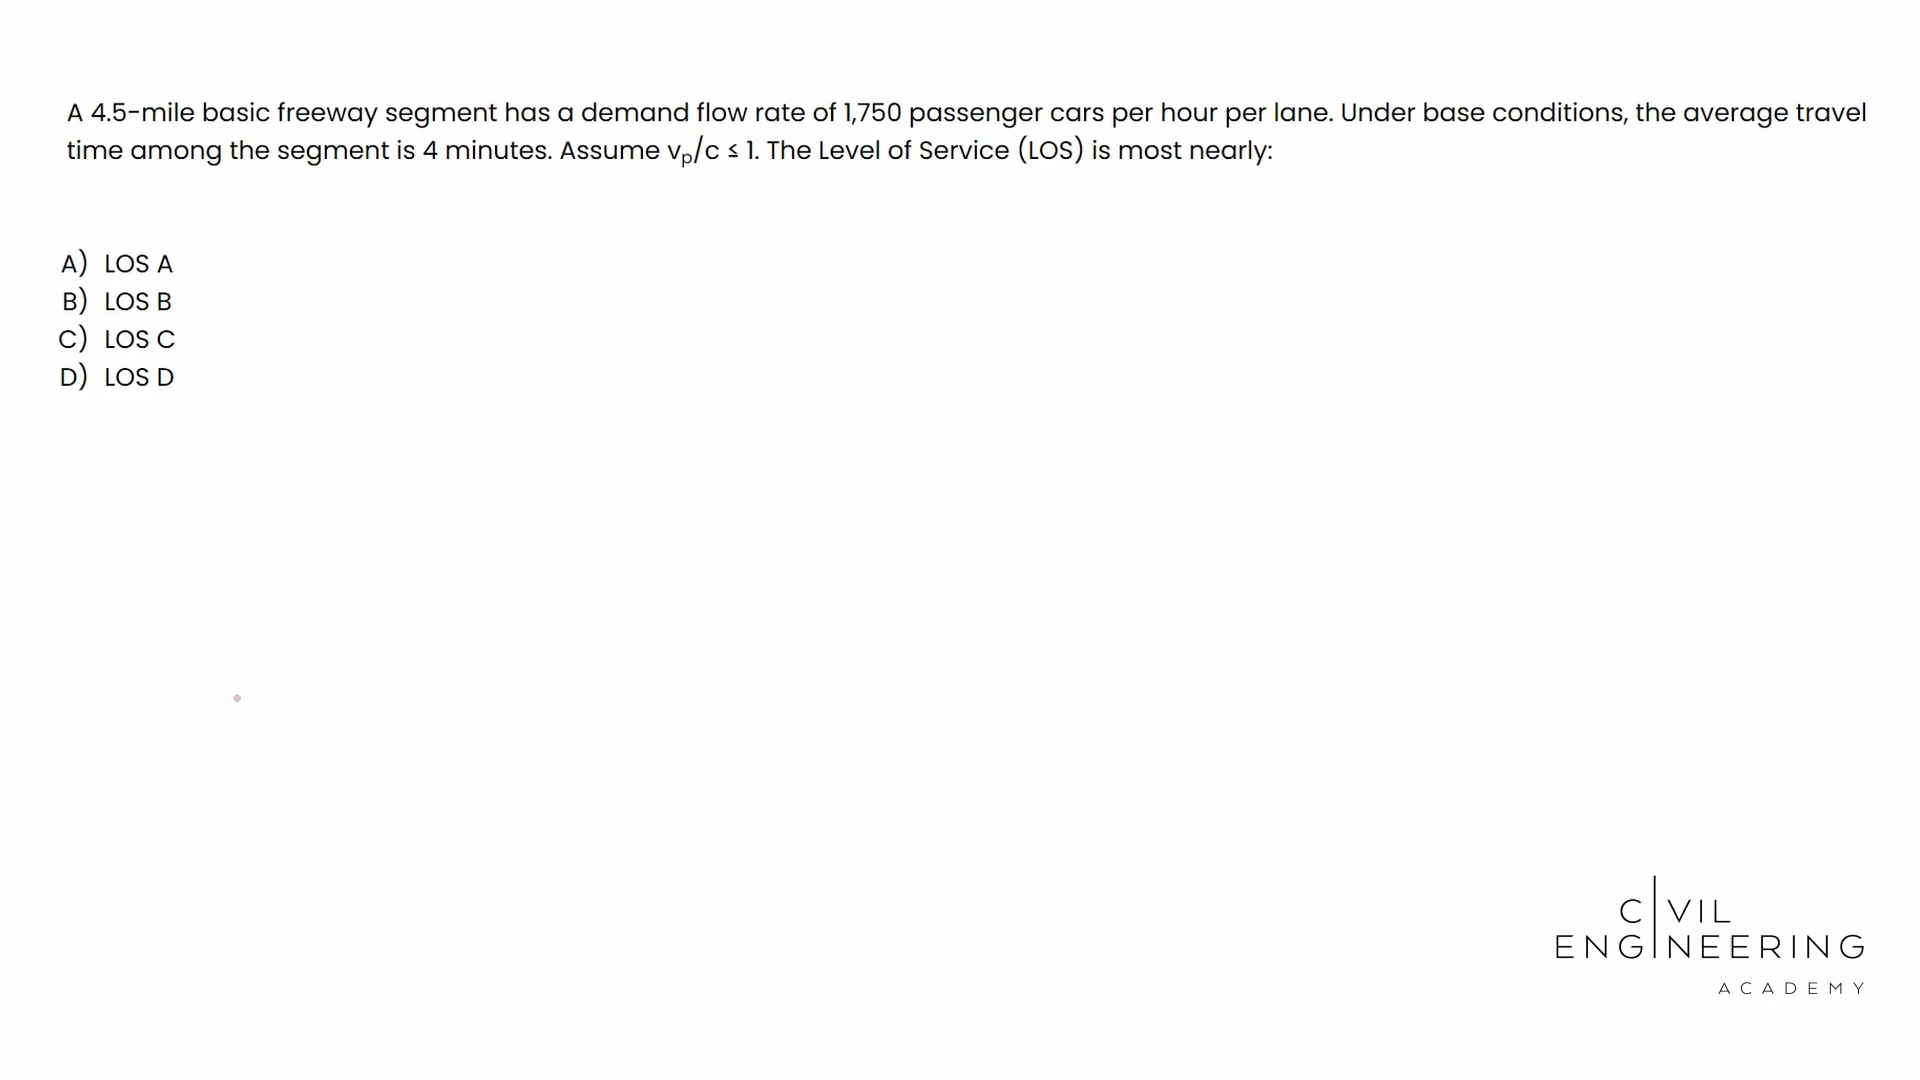 A 4.5-mile basic freeway segment has a demand flow rate of 1,750 passenger cars per hour per lane. Under base conditions, the average travel
time among the segment is 4 minutes. Assume vp/c ≤ 1. The Level of Service (LOS) is most nearly:
A) LOS A
B) LOS B
C) LOS C
D) LOS D
CIVIL
ENGINEERING
ACADEMY